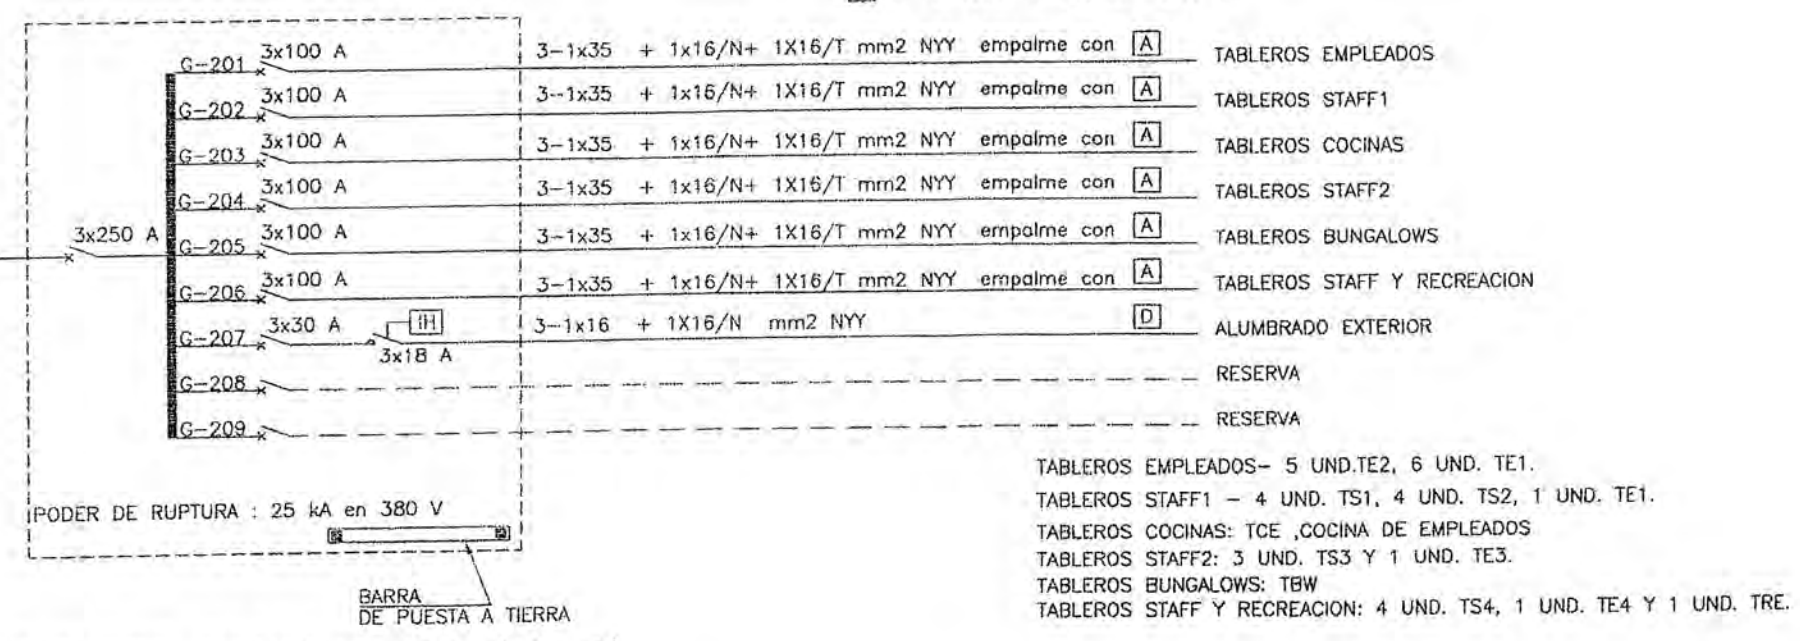 G-201 3x100 A 3-1x35 + 1x16/N+ 1X16/T mm2 NYY empalme con A TABLEROS EMPLEADOS
G-202 3x100 A 3-1x35 + 1x16/N+ 1X16/T mm2 NYY empalme con A TABLEROS STAFF1
G-203 3x100 A 3-1x35 + 1x16/N+ 1X16/T mm2 NYY empalme con A TABLEROS COCINAS
G-204 3x100 A 3-1x35 + 1x16/N+ 1X16/T mm2 NYY empalme con A TABLEROS STAFF2
3x250 A
G-205 3x100 A 3-1x35 + 1x16/N+ 1X16/T mm2 NYY empalme con A TABLEROS BUNGALOWS
G-206 3x100 A 3-1x35 + 1x16/N+ 1X16/T mm2 NYY empalme con A TABLEROS STAFF Y RECREACION
G-207 3x30 A IH 3-1x16 + 1X16/N mm2 NYY D ALUMBRADO EXTERIOR
3x18 A
G-208 RESERVA
G-209 RESERVA
PODER DE RUPTURA : 25 kA en 380 V
BARRA
DE PUESTA A TIERRA
TABLEROS EMPLEADOS- 5 UND.TE2, 6 UND. TE1.
TABLEROS STAFF1 - 4 UND. TS1, 4 UND. TS2, 1 UND. TE1.
TABLEROS COCINAS: TCE ,COCINA DE EMPLEADOS
TABLEROS STAFF2: 3 UND. TS3 Y 1 UND. TE3.
TABLEROS BUNGALOWS: TBW
TABLEROS STAFF Y RECREACION: 4 UND. TS4, 1 UND. TE4 Y 1 UND. TRE.